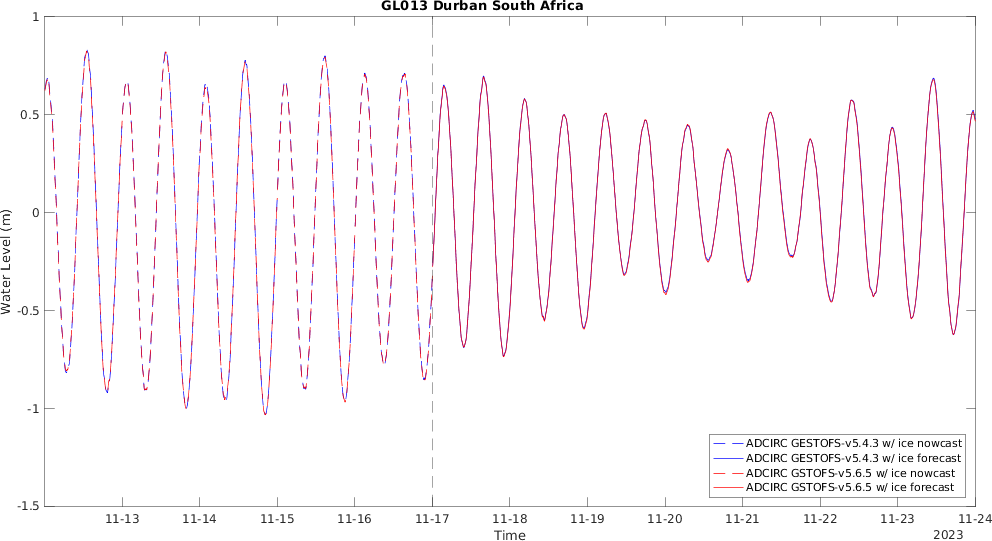 GL013 Durban South Africa
1
0.5
0
-0.5
-1
-1.5
Water Level (m)
11-13 11-14 11-15 11-16 11-17 11-18 11-19 11-20 11-21 11-22 11-23 11-24
Time
2023
ADCIRC GESTOFS-v5.4.3 w/ ice nowcast
ADCIRC GESTOFS-v5.4.3 w/ ice forecast
ADCIRC GSTOFS-v5.6.5 w/ ice nowcast
ADCIRC GSTOFS-v5.6.5 w/ ice forecast